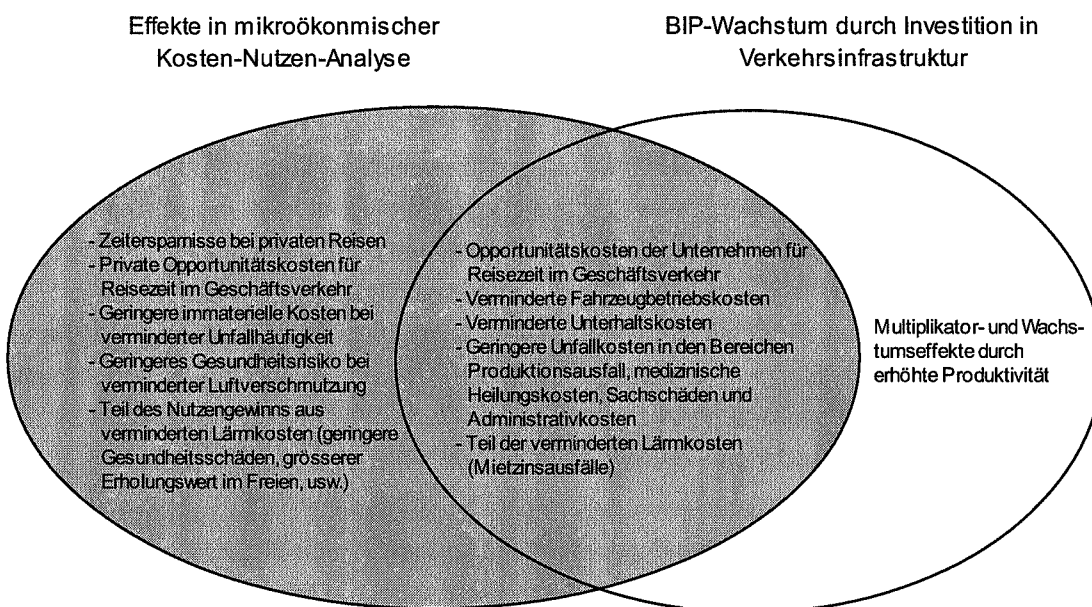 Effekte in mikroökonmischer
Kosten-Nutzen-Analyse
BIP-Wachstum durch Investition in
Verkehrsinfrastruktur
- Zeitersparnisse bei privaten Reisen
- Private Opportunitätskosten für
Reisezeit im Geschäftsverkehr
- Geringere immaterielle Kosten bei
verminderter Unfallhäufigkeit
- Geringeres Gesundheitsrisiko bei
verminderter Luftverschmutzung
- Teil des Nutzengewinns aus
verminderten Lärmkosten (geringere
Gesundheitsschäden, grösserer
Erholungswert im Freien, usw.)
- Opportunitätskosten der Unternehmen für
Reisezeit im Geschäftsverkehr
- Verminderte Fahrzeugbetriebskosten
- Verminderte Unterhaltskosten
- Geringere Unfallkosten in den Bereichen
Produktionsausfall, medizinische
Heilungskosten, Sachschäden und
Administrativkosten
- Teil der verminderten Lärmkosten
(Mietzinsausfälle)
Multiplikator- und Wachs-
tumseffekte durch
erhöhte Produktivität